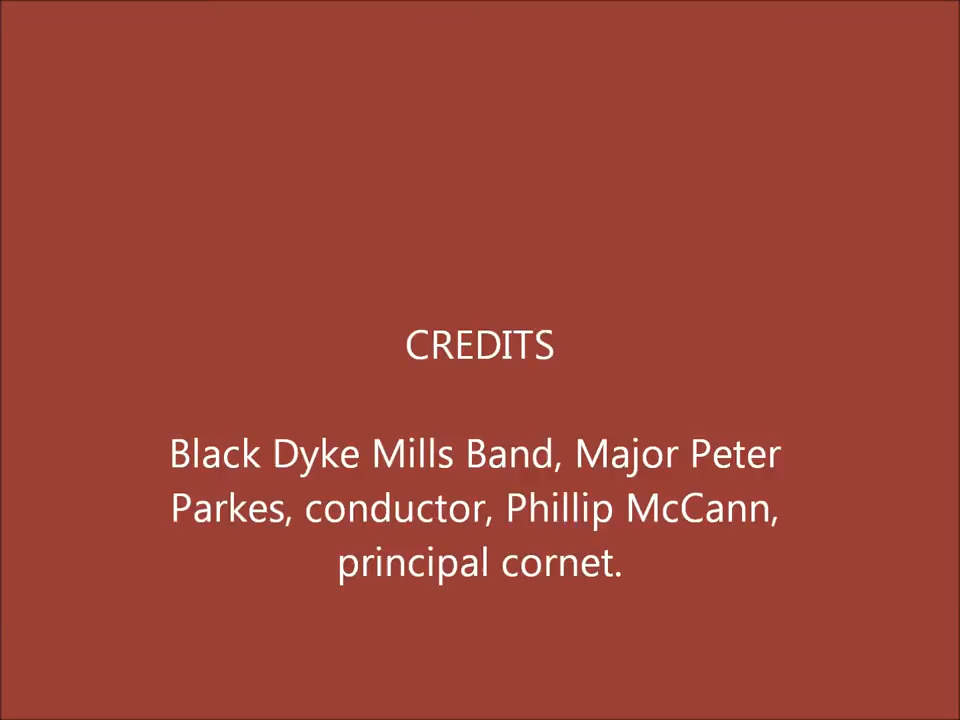 CREDITS
Black Dyke Mills Band, Major Peter
Parkes, conductor, Phillip McCann,
principal cornet.